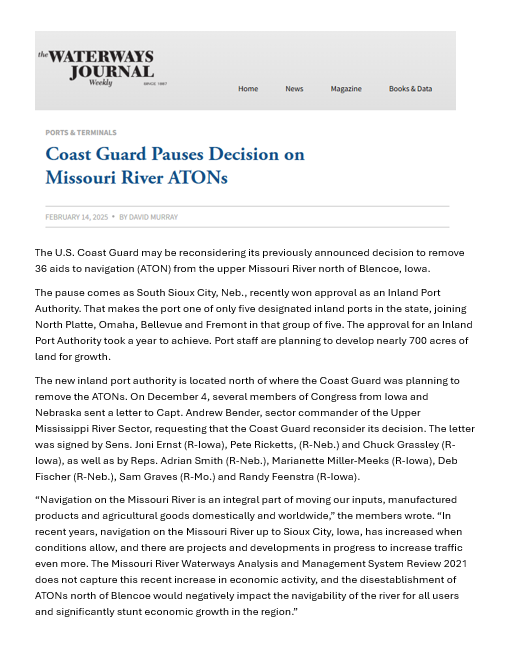 the WATERWAYS
JOURNAL
Weekly
SINCE 1887
Home News Magazine Books & Data
PORTS & TERMINALS
Coast Guard Pauses Decision on
Missouri River ATONs
FEBRUARY 14, 2025 • BY DAVID MURRAY
The U.S. Coast Guard may be reconsidering its previously announced decision to remove
36 aids to navigation (ATON) from the upper Missouri River north of Blencoe, Iowa.
The pause comes as South Sioux City, Neb., recently won approval as an Inland Port
Authority. That makes the port one of only five designated inland ports in the state, joining
North Platte, Omaha, Bellevue and Fremont in that group of five. The approval for an Inland
Port Authority took a year to achieve. Port staff are planning to develop nearly 700 acres of
land for growth.
The new inland port authority is located north of where the Coast Guard was planning to
remove the ATONs. On December 4, several members of Congress from Iowa and
Nebraska sent a letter to Capt. Andrew Bender, sector commander of the Upper
Mississippi River Sector, requesting that the Coast Guard reconsider its decision. The letter
was signed by Sens. Joni Ernst (R-Iowa), Pete Ricketts, (R-Neb.) and Chuck Grassley (R-
Iowa), as well as by Reps. Adrian Smith (R-Neb.), Marianette Miller-Meeks (R-Iowa), Deb
Fischer (R-Neb.), Sam Graves (R-Mo.) and Randy Feenstra (R-Iowa).
“Navigation on the Missouri River is an integral part of moving our inputs, manufactured
products and agricultural goods domestically and worldwide,” the members wrote. “In
recent years, navigation on the Missouri River up to Sioux City, Iowa, has increased when
conditions allow, and there are projects and developments in progress to increase traffic
even more. The Missouri River Waterways Analysis and Management System Review 2021
does not capture this recent increase in economic activity, and the disestablishment of
ATONs north of Blencoe would negatively impact the navigability of the river for all users
and significantly stunt economic growth in the region.”